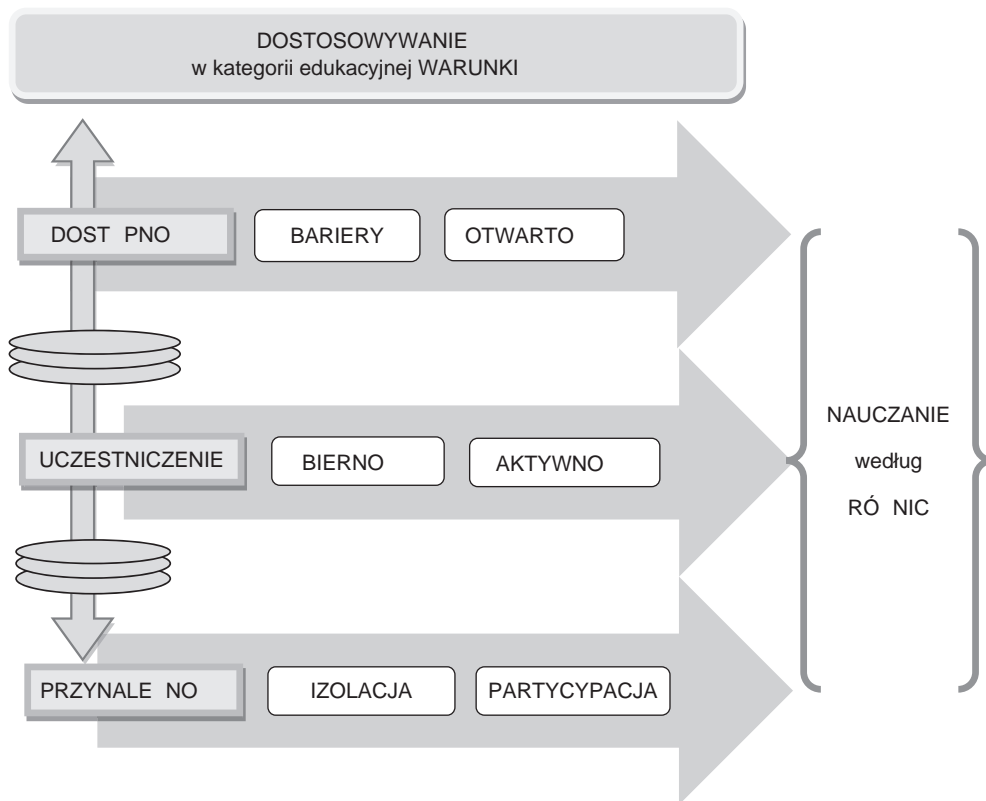 DOSTOSOWYWANIE
w kategorii edukacyjnej WARUNKI
DOST PNO
BARIERY
OTWARTO
UCZESTNICZENIE
BIERNO
AKTYWNO
PRZYNALE NO
IZOLACJA
PARTYCYPACJA
NAUCZANIE
według
RÓ NIC